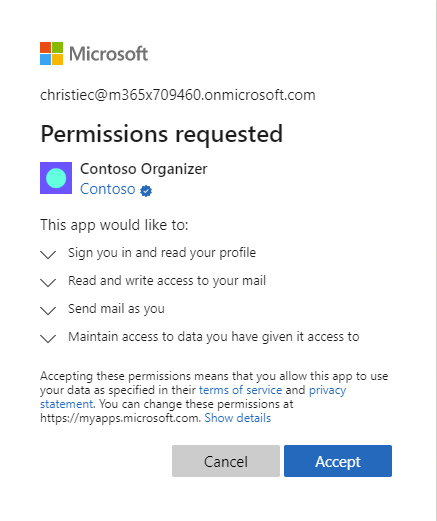 Microsoft
christiec@m365x709460.onmicrosoft.com
Permissions requested
Contoso Organizer
Contoso
This app would like to:
Sign you in and read your profile
Read and write access to your mail
Send mail as you
Maintain access to data you have given it access to
Accepting these permissions means that you allow this app to use
your data as specified in their terms of service and privacy
statement. You can change these permissions at
https://myapps.microsoft.com. Show details
Cancel Accept